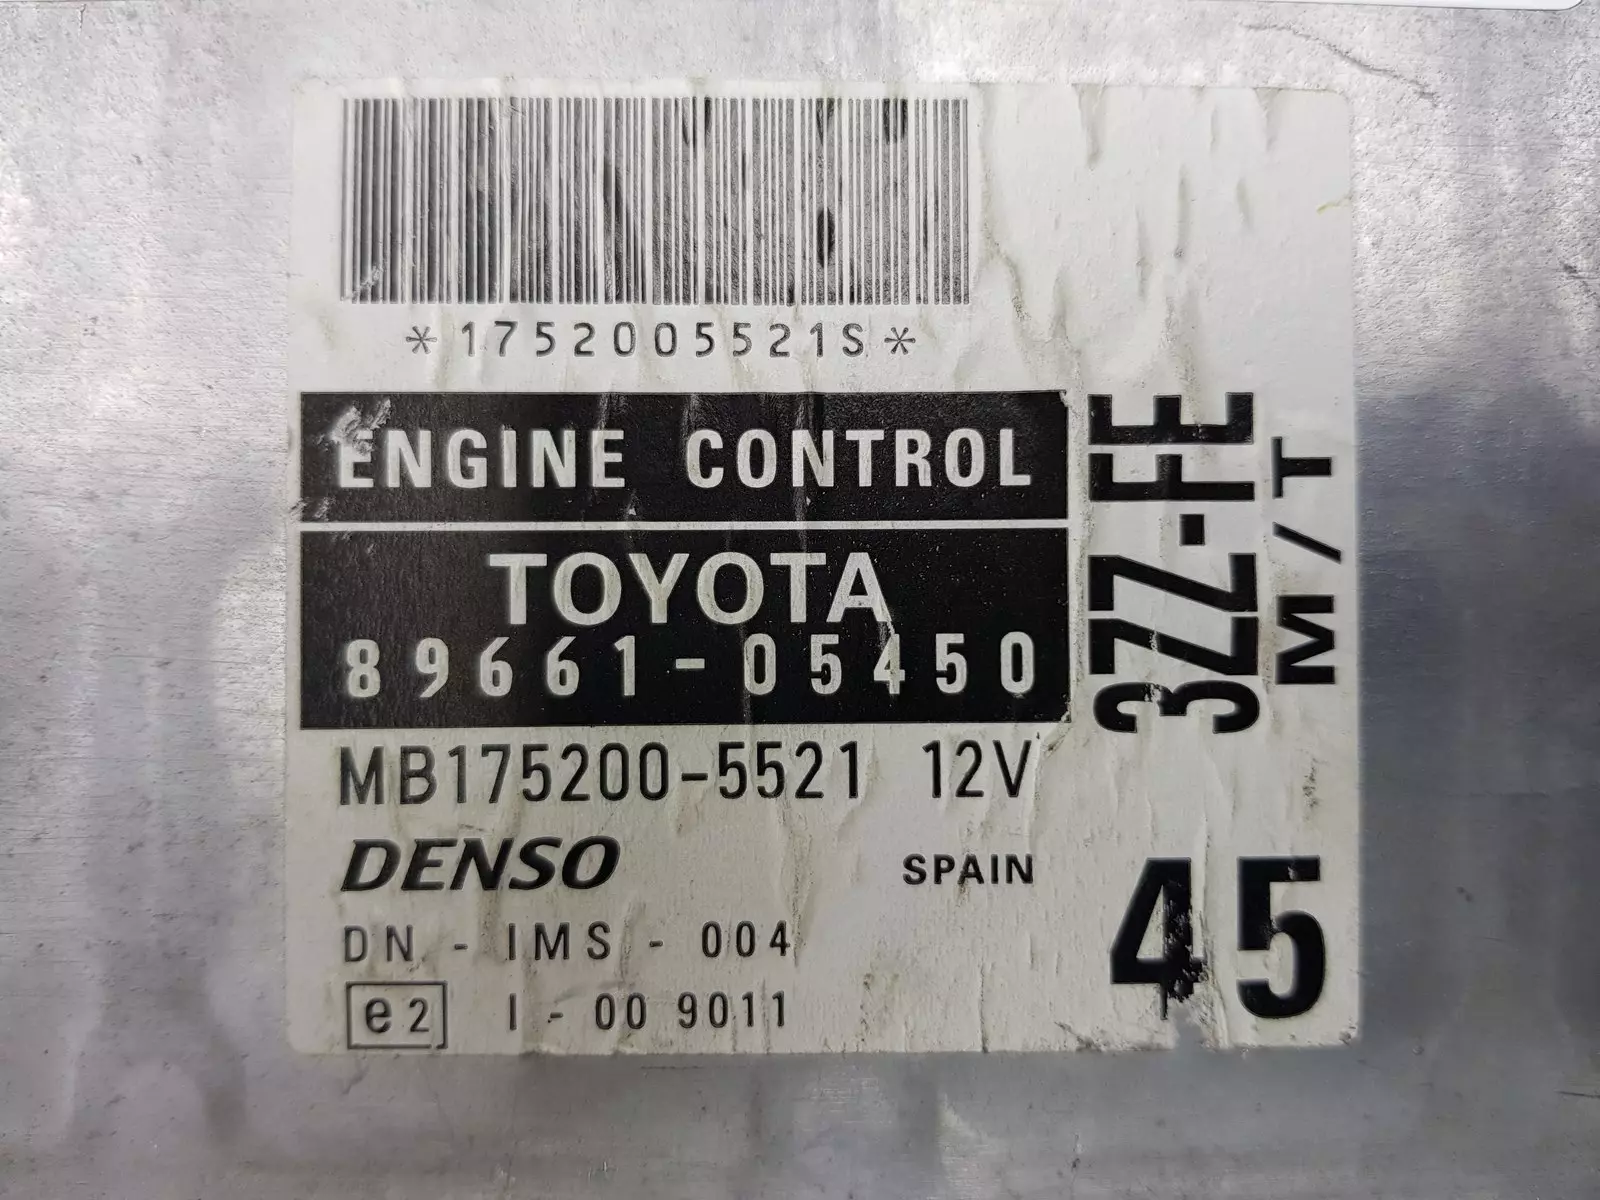 *1752005521S*
ENGINE CONTROL
TOYOTA
89661-05450
MB175200-5521 12V
DENSO SPAIN
DN - IMS - 004
e2 I - 00 9011
3ZZ-FE
M/T
45